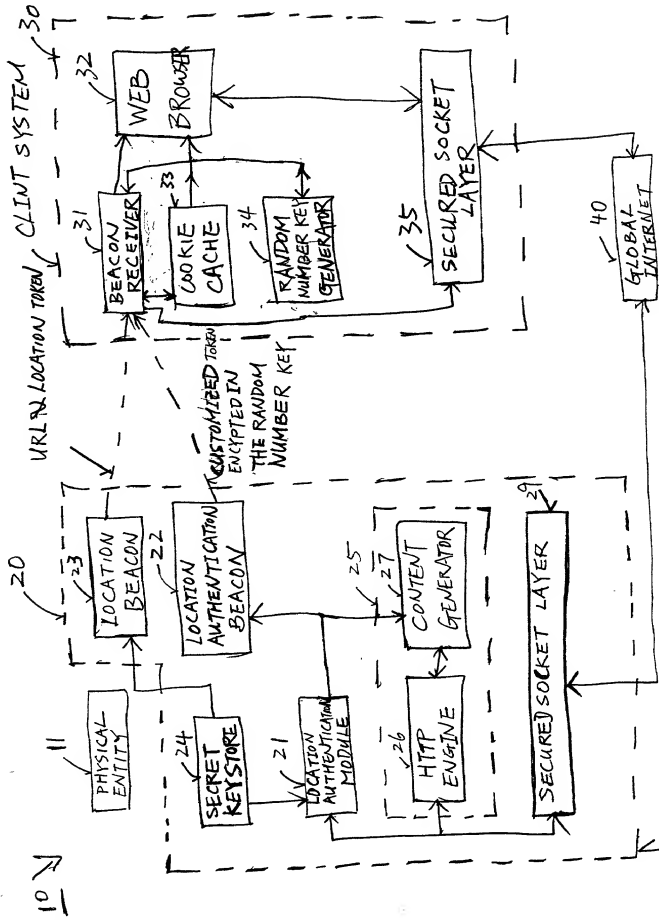 10
11
PHYSICAL
ENTITY
20
URL
LOCATION TOKEN
CLINT SYSTEM
30
24
SECRET
KEYSTORE
23
LOCATION
BEACON
31
BEACON
RECEIVER
32
WEB
BROWSER
21
LOCATION
AUTHENTICATION
MODULE
22
LOCATION
AUTHENTICATION
BEACON
CUSTOMIZED TOKEN
ENCYPTED IN
THE RANDOM
NUMBER KEY
33
COOKIE
CACHE
34
RANDOM
NUMBER KEY
GENERATOR
25
26
HTTP
ENGINE
27
CONTENT
GENERATOR
29
SECURED SOCKET LAYER
35
SECURED SOCKET
LAYER
40
GLOBAL
INTERNET